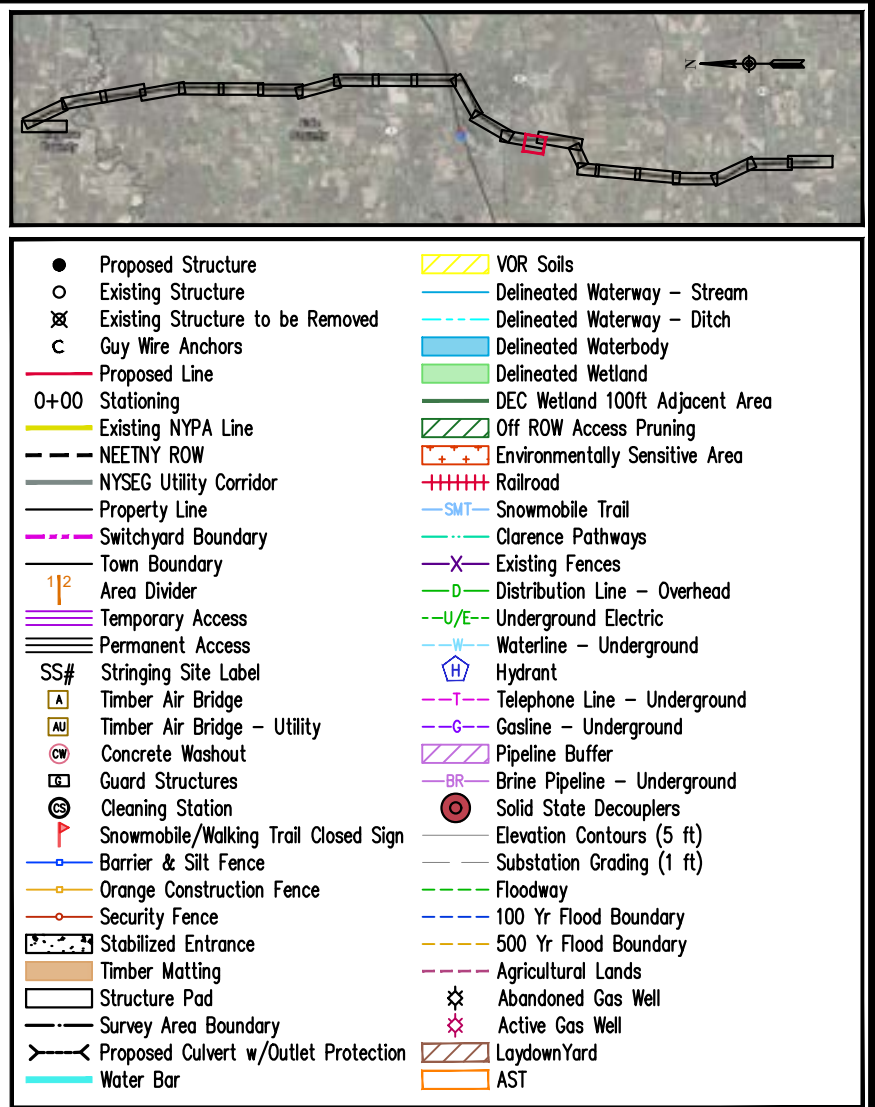 N
Proposed Structure
Existing Structure
Existing Structure to be Removed
C Guy Wire Anchors
Proposed Line
0+00 Stationing
Existing NYPA Line
NEETNY ROW
NYSEG Utility Corridor
Property Line
Switchyard Boundary
Town Boundary
1 2 Area Divider
Temporary Access
Permanent Access
SS# Stringing Site Label
A Timber Air Bridge
AU Timber Air Bridge – Utility
CW Concrete Washout
G Guard Structures
CS Cleaning Station
Snowmobile/Walking Trail Closed Sign
Barrier & Silt Fence
Orange Construction Fence
Security Fence
Stabilized Entrance
Timber Matting
Structure Pad
Survey Area Boundary
Proposed Culvert w/Outlet Protection
Water Bar
VOR Soils
Delineated Waterway – Stream
Delineated Waterway – Ditch
Delineated Waterbody
Delineated Wetland
DEC Wetland 100ft Adjacent Area
Off ROW Access Pruning
Environmentally Sensitive Area
Railroad
SMT Snowmobile Trail
Clarence Pathways
X Existing Fences
D Distribution Line – Overhead
U/E Underground Electric
W Waterline – Underground
H Hydrant
T Telephone Line – Underground
G Gasline – Underground
Pipeline Buffer
BR Brine Pipeline – Underground
Solid State Decouplers
Elevation Contours (5 ft)
Substation Grading (1 ft)
Floodway
100 Yr Flood Boundary
500 Yr Flood Boundary
Agricultural Lands
Abandoned Gas Well
Active Gas Well
LaydownYard
AST